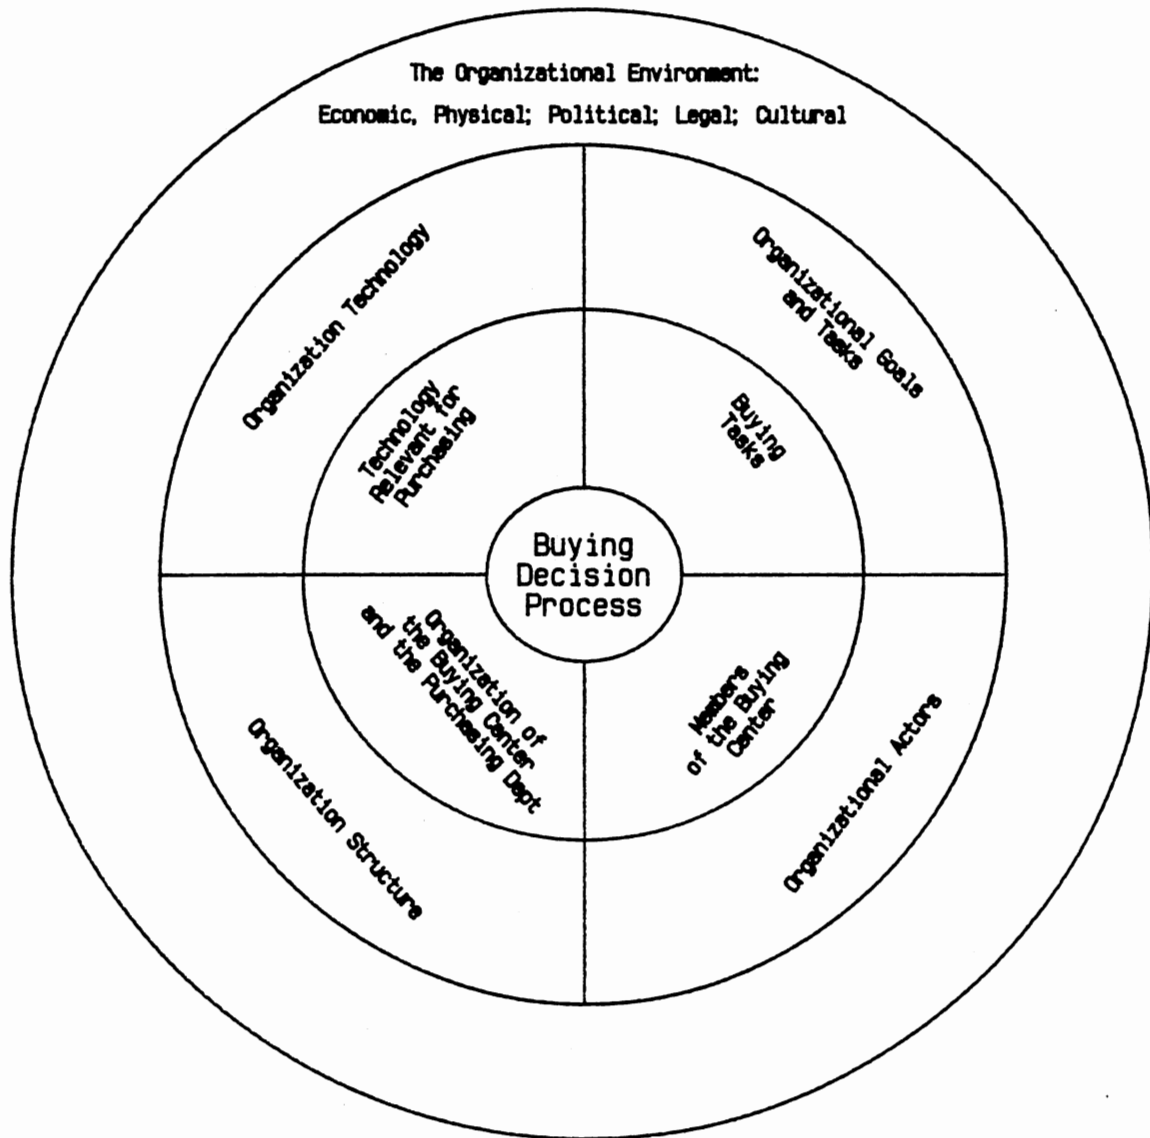 The Organizational Environment:
Economic, Physical; Political; Legal; Cultural
Organization Technology
Organizational Goals
and Tasks
Technology
Relevant for
Purchasing
Buying
Tasks
Buying
Decision
Process
Organization of
the Buying Center
and the Purchasing Dept
Members
of the Buying
Center
Organization Structure
Organizational Actors